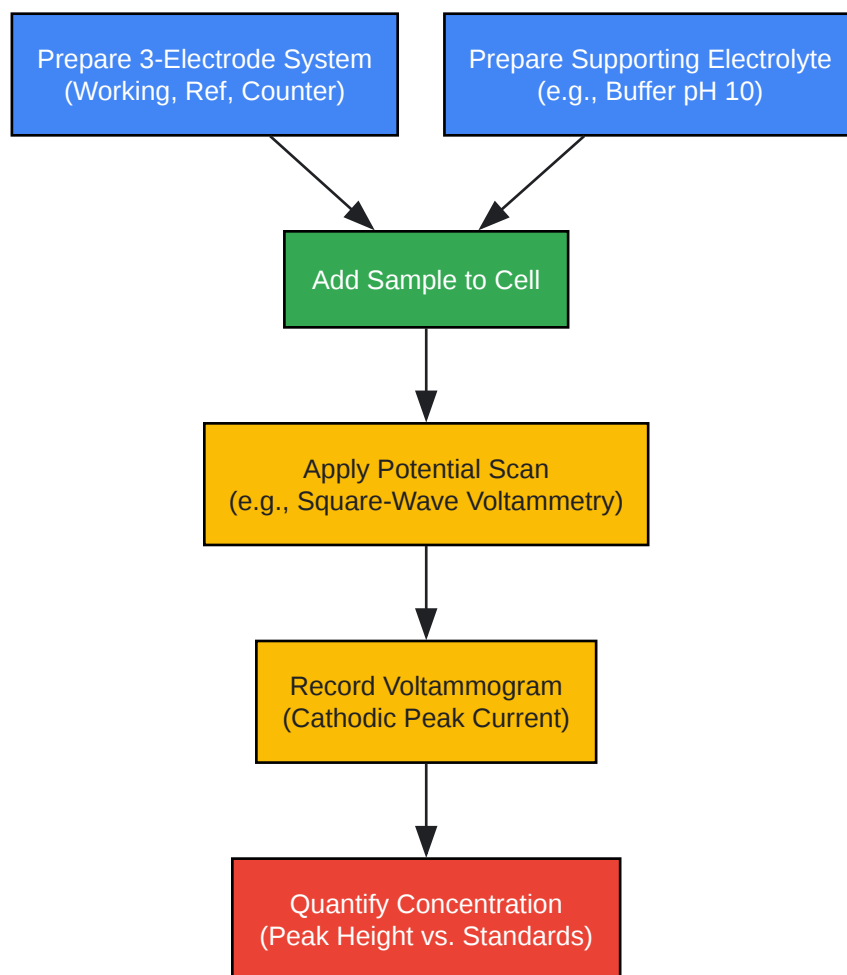 Prepare 3-Electrode System
(Working, Ref, Counter)
Prepare Supporting Electrolyte
(e.g., Buffer pH 10)
Add Sample to Cell
Apply Potential Scan
(e.g., Square-Wave Voltammetry)
Record Voltammogram
(Cathodic Peak Current)
Quantify Concentration
(Peak Height vs. Standards)